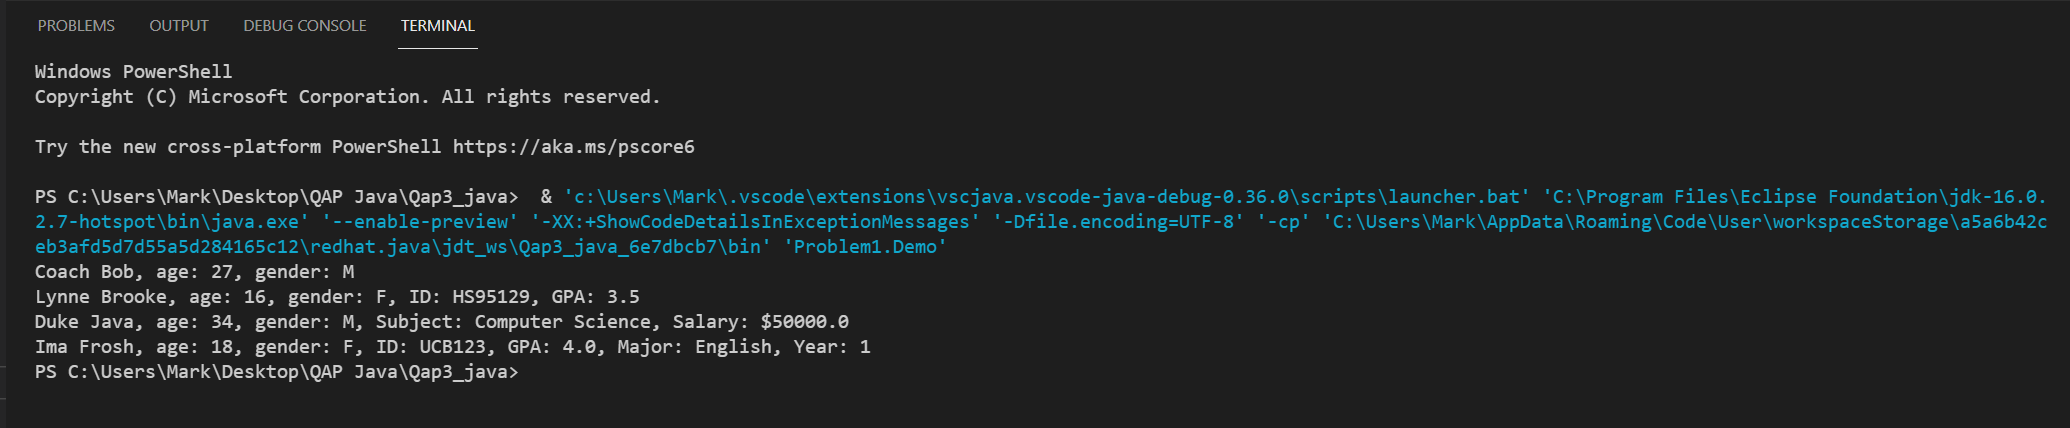 PROBLEMS OUTPUT DEBUG CONSOLE TERMINAL
Windows PowerShell
Copyright (C) Microsoft Corporation. All rights reserved.
Try the new cross-platform PowerShell https://aka.ms/pscore6
PS C:\Users\Mark\Desktop\QAP Java\Qap3_java>  & 'c:\Users\Mark\.vscode\extensions\vscjava.vscode-java-debug-0.36.0\scripts\launcher.bat' 'C:\Program Files\Eclipse Foundation\jdk-16.0.
2.7-hotspot\bin\java.exe' '--enable-preview' '-XX:+ShowCodeDetailsInExceptionMessages' '-Dfile.encoding=UTF-8' '-cp' 'C:\Users\Mark\AppData\Roaming\Code\User\workspaceStorage\a5a6b42c
eb3afd5d7d55a5d284165c12\redhat.java\jdt_ws\Qap3_java_6e7dbcb7\bin' 'Problem1.Demo'
Coach Bob, age: 27, gender: M
Lynne Brooke, age: 16, gender: F, ID: HS95129, GPA: 3.5
Duke Java, age: 34, gender: M, Subject: Computer Science, Salary: $50000.0
Ima Frosh, age: 18, gender: F, ID: UCB123, GPA: 4.0, Major: English, Year: 1
PS C:\Users\Mark\Desktop\QAP Java\Qap3_java>